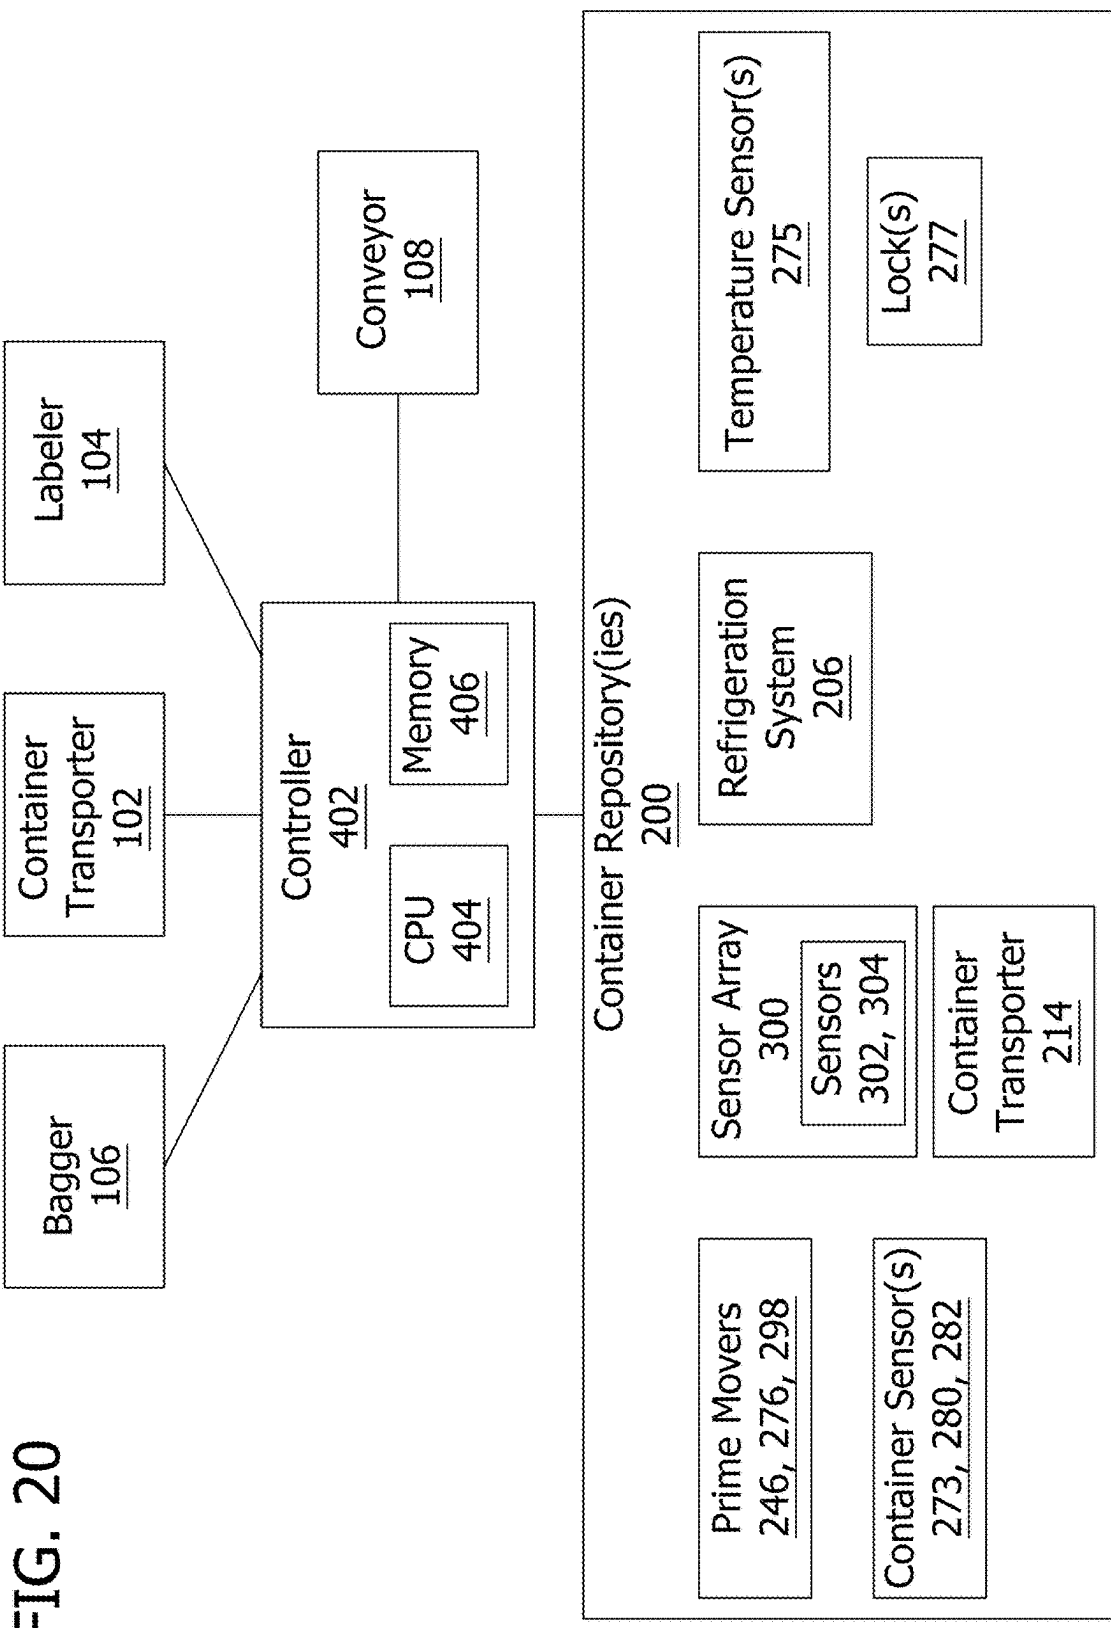 FIG. 20
Bagger
106
Container
Transporter
102
Labeler
104
Controller
402
CPU
404
Memory
406
Conveyor
108
Container Repository(ies)
200
Prime Movers
246, 276, 298
Sensor Array
300
Sensors
302, 304
Refrigeration
System
206
Temperature Sensor(s)
275
Container Sensor(s)
273, 280, 282
Container
Transporter
214
Lock(s)
277